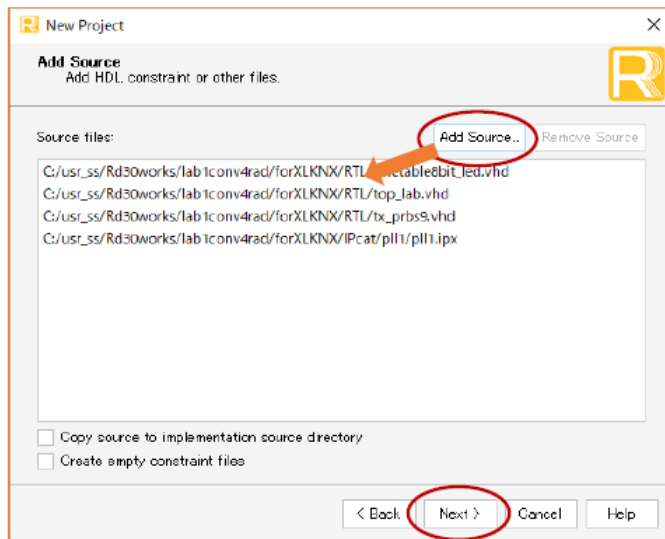 New Project
Add Source
Add HDL constraint or other files.
Source files:
Add Source..
Remove Source
C:/usr_ss/Rd30works/lab1conv4rad/forXLKNX/RTL
C:/usr_ss/Rd30works/lab1conv4rad/forXLKNX/RTL/top_lab.vhd
C:/usr_ss/Rd30works/lab1conv4rad/forXLKNX/RTL/tx_prbs9.vhd
C:/usr_ss/Rd30works/lab1conv4rad/forXLKNX/IPcat/pll1/pll1.ipx
Copy source to implementation source directory
Create empty constraint files
< Back
Next >
Cancel
Help